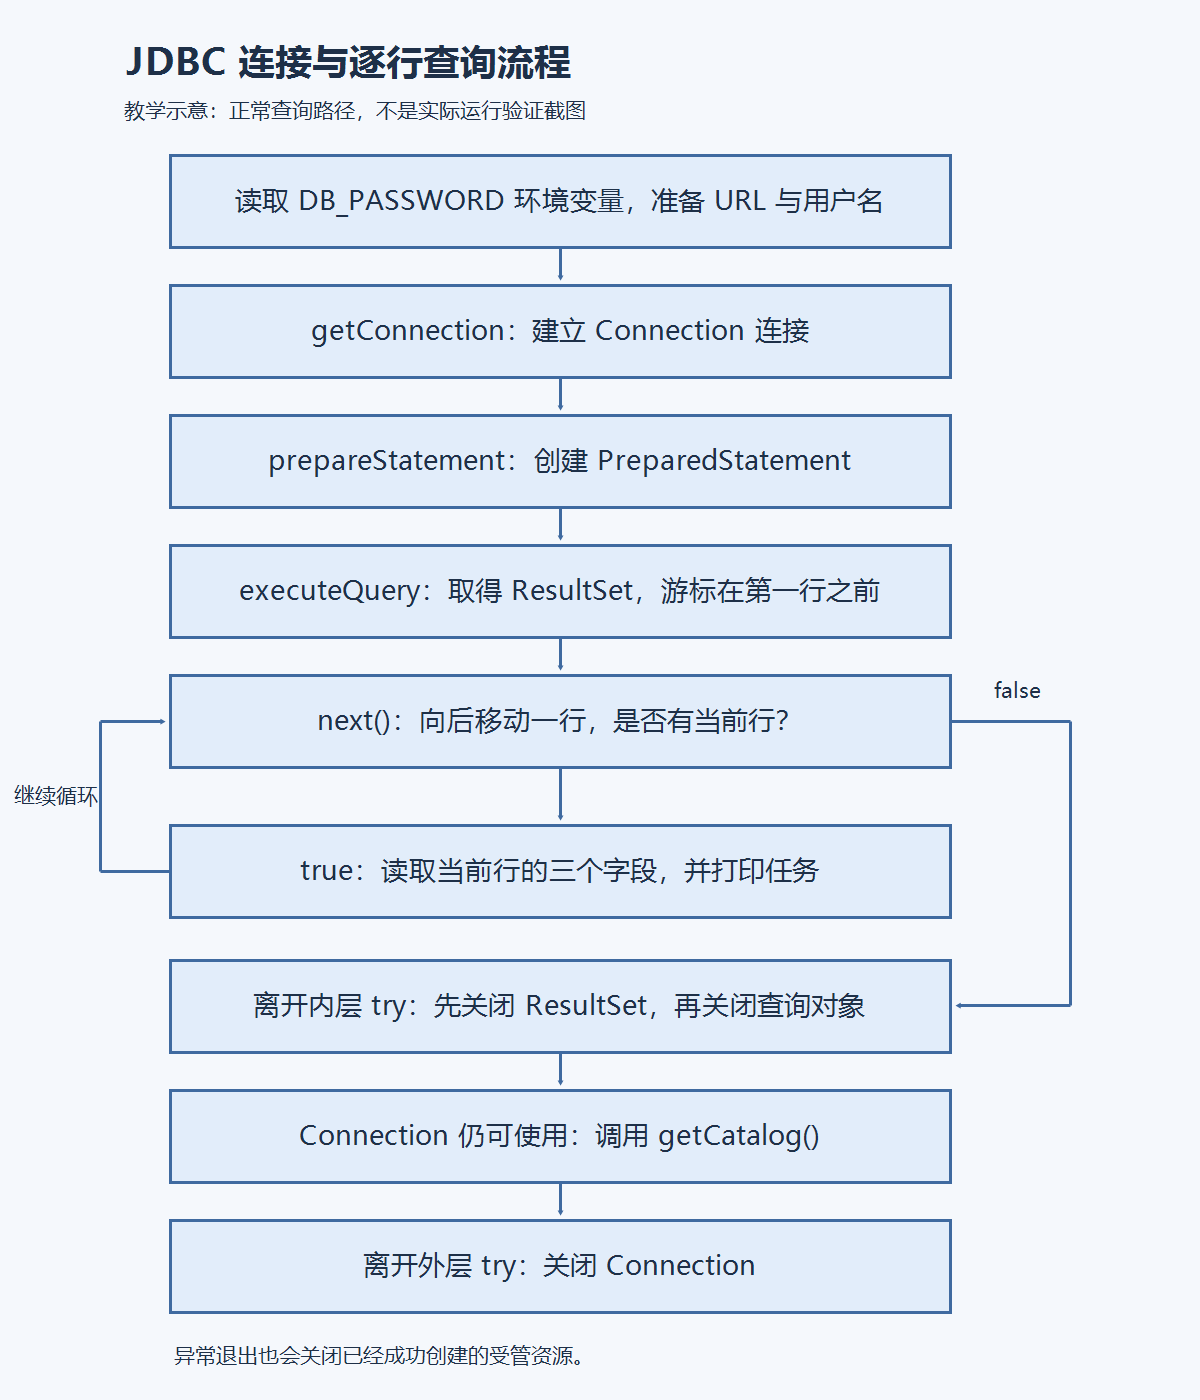 JDBC 连接与逐行查询流程
教学示意：正常查询路径，不是实际运行验证截图
读取 DB_PASSWORD 环境变量，准备 URL 与用户名
getConnection：建立 Connection 连接
prepareStatement：创建 PreparedStatement
executeQuery：取得 ResultSet，游标在第一行之前
false
next()：向后移动一行，是否有当前行？
继续循环
true：读取当前行的三个字段，并打印任务
离开内层 try：先关闭 ResultSet，再关闭查询对象
Connection 仍可使用：调用 getCatalog()
离开外层 try：关闭 Connection
异常退出也会关闭已经成功创建的受管资源。